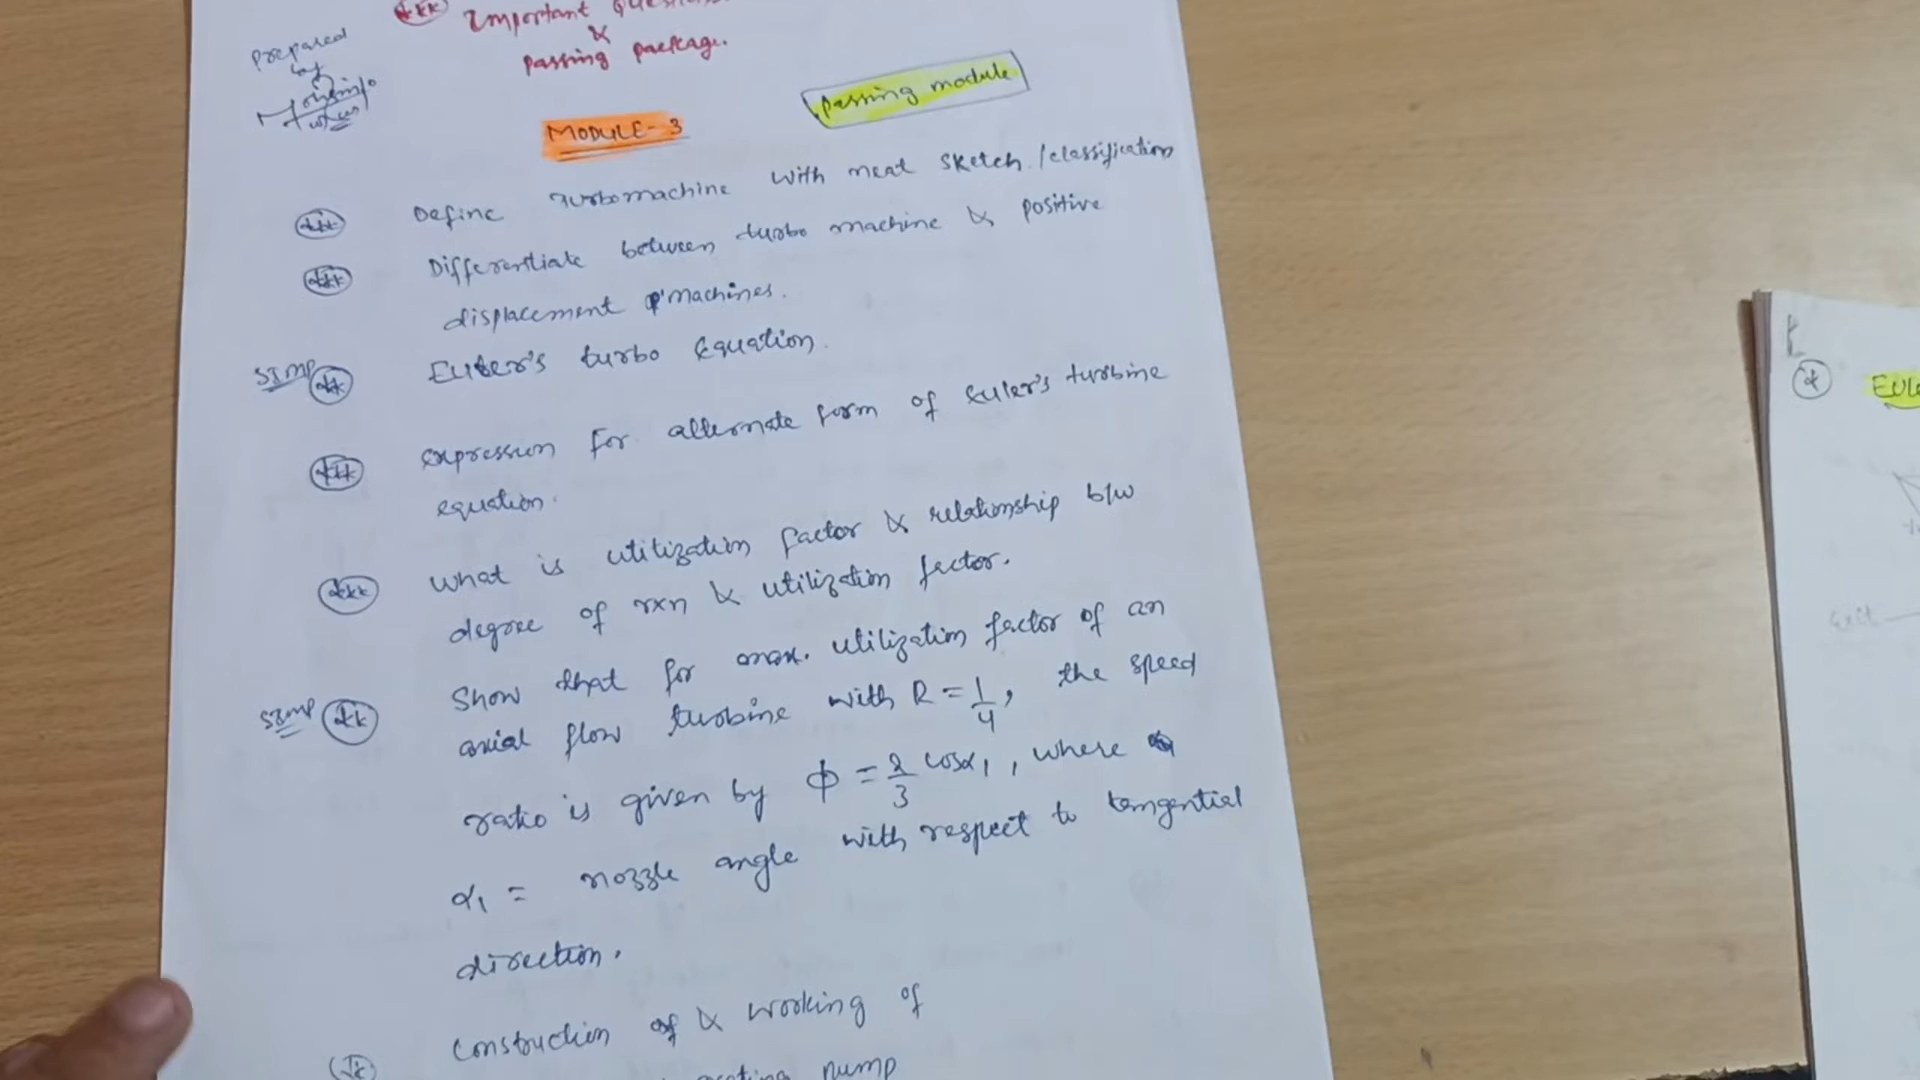 Important
&
passing package.
Prepared
by
passing module
MODULE-3
Define turbomachine with neat sketch. /classification
Differentiate between turbo machine & positive
displacement machines.
SIMP
Euler's turbo Equation.
expression for alternate form of Euler's turbine
equation.
What is utilization factor & relationship b/w
degree of rxn & utilization factor.
SIMP
Show that for max. utilization factor of an
axial flow turbine with R = 1/4, the speed
ratio is given by ϕ = 2/3 cosα1, where
α1 = nozzle angle with respect to tangential
direction.
Construction of & working of
pump
Exit